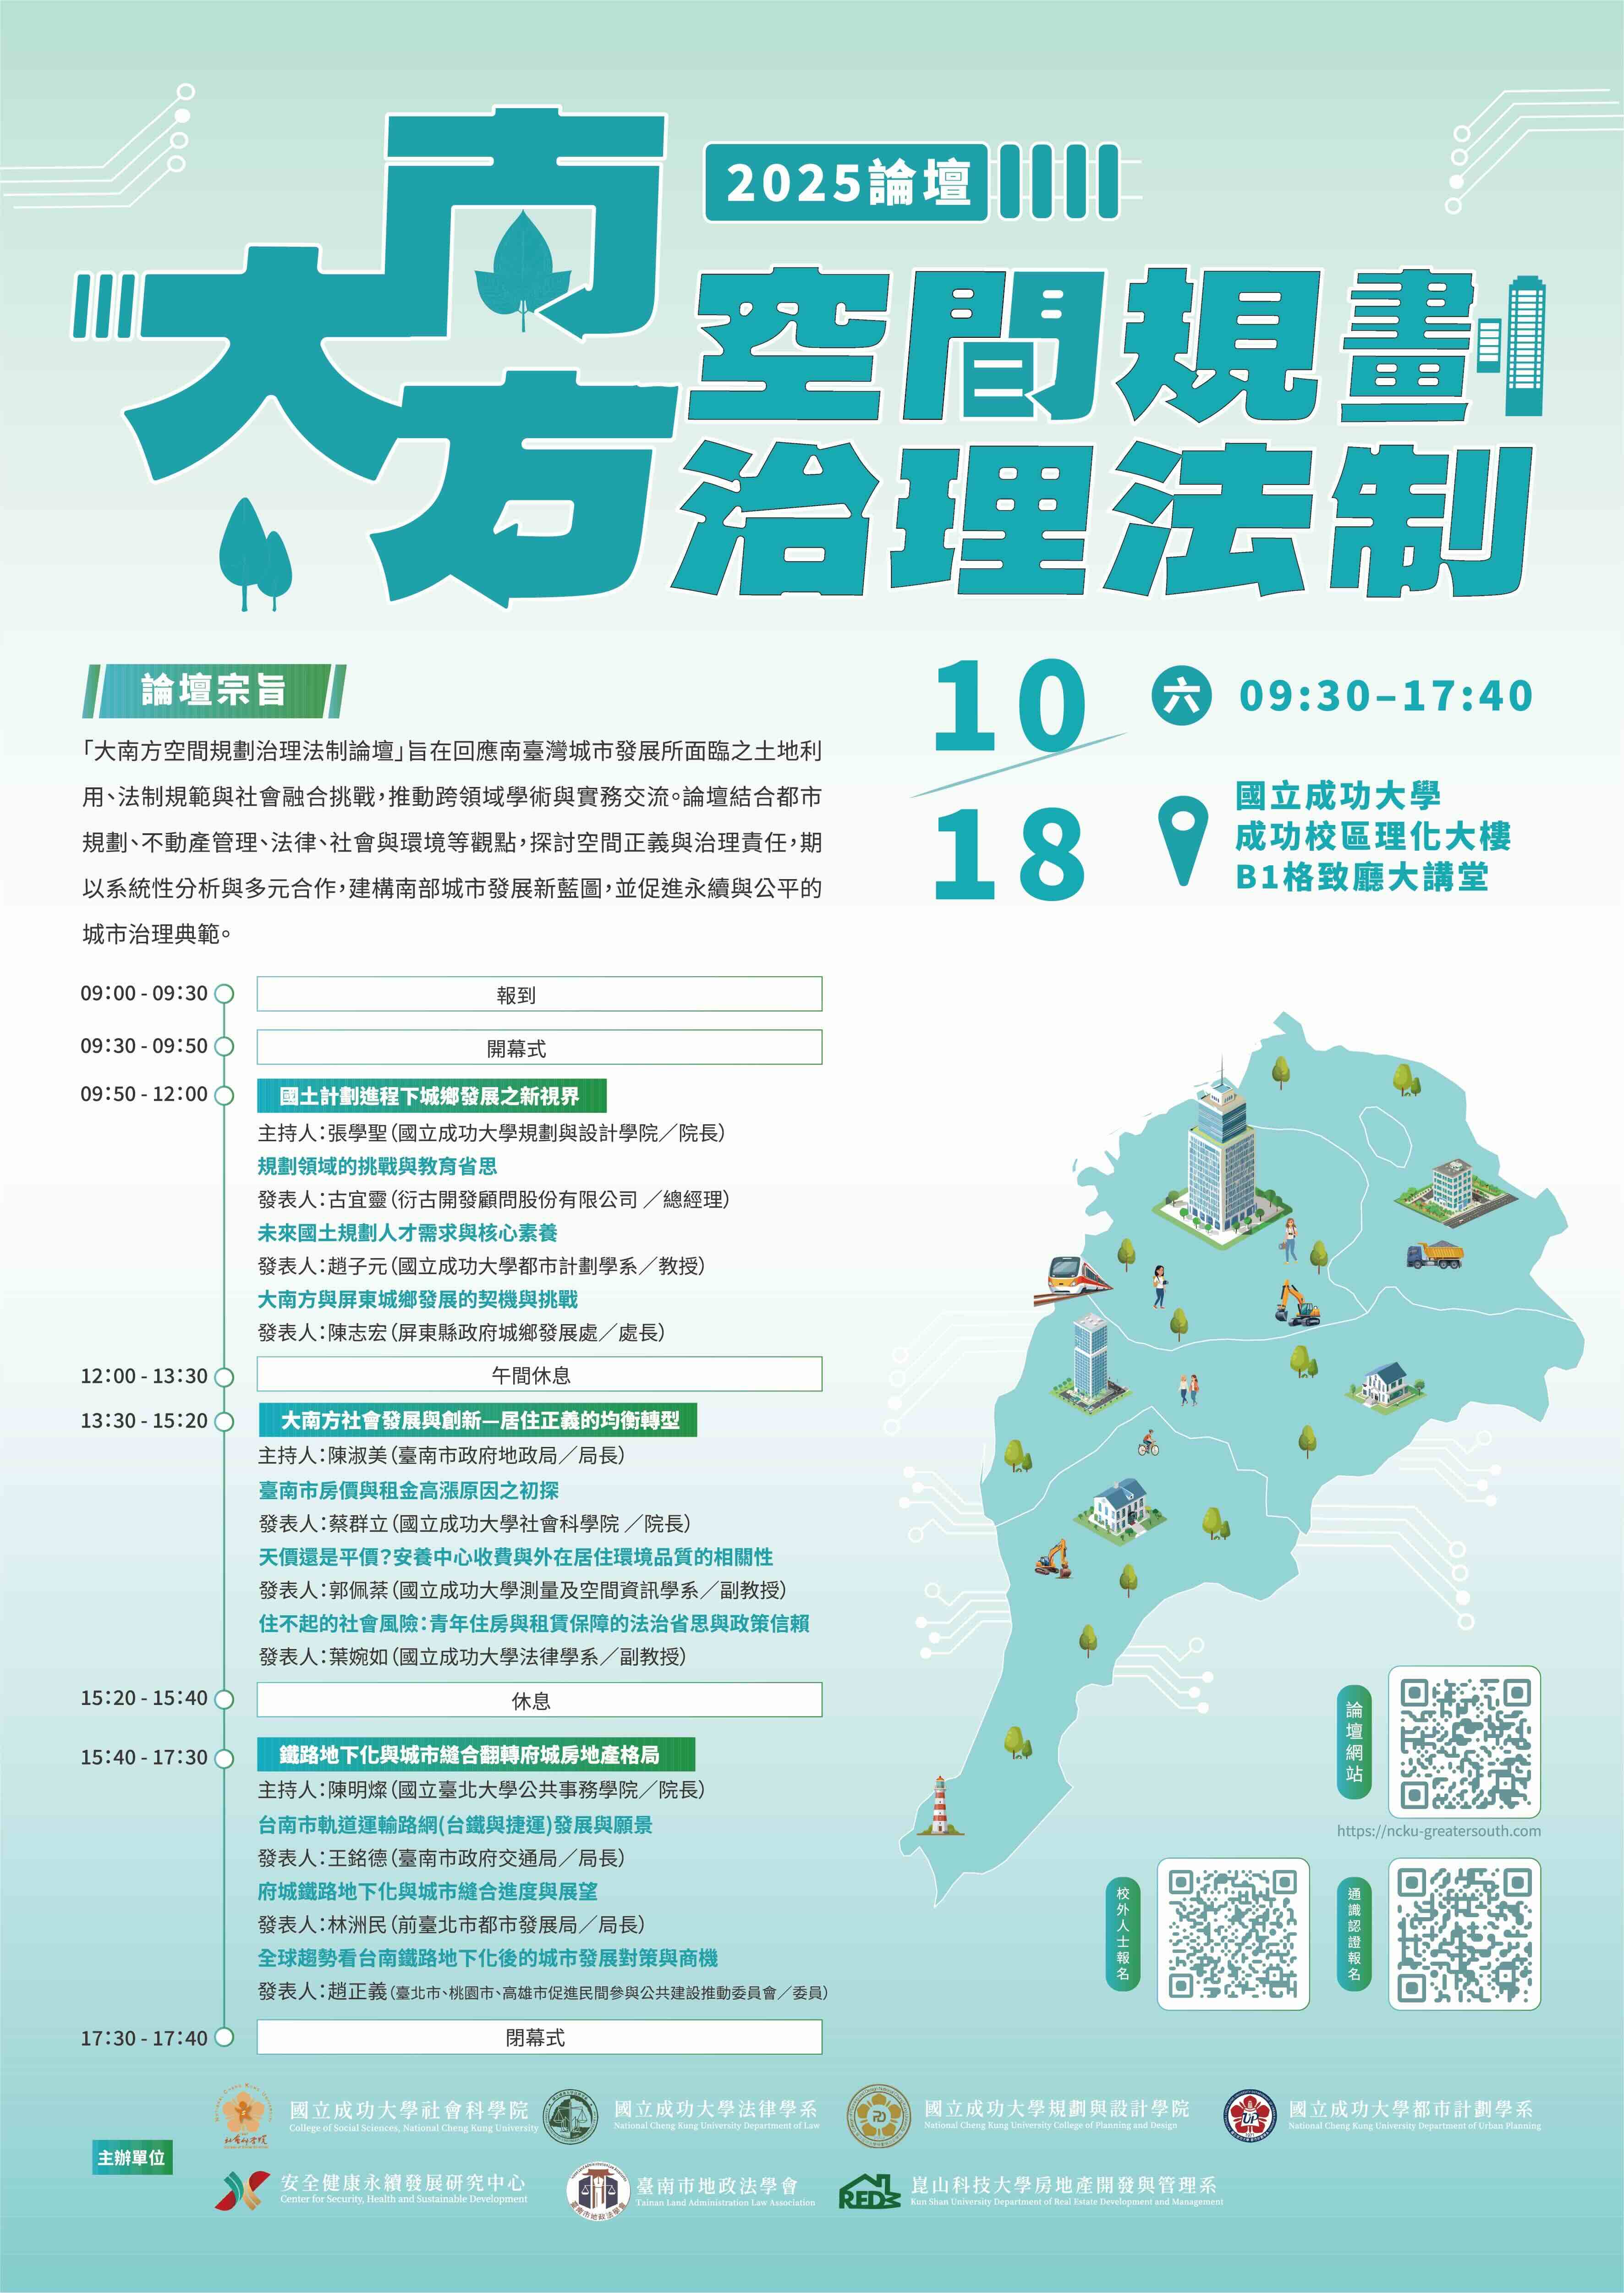 2025論壇
大南方
空間規畫
治理法制
論壇宗旨
「大南方空間規劃治理法制論壇」旨在回應南臺灣城市發展所面臨之土地利
用、法制規範與社會融合挑戰，推動跨領域學術與實務交流。論壇結合都市
規劃、不動產管理、法律、社會與環境等觀點，探討空間正義與治理責任，期
以系統性分析與多元合作，建構南部城市發展新藍圖，並促進永續與公平的
城市治理典範。
10
18
六 09:30–17:40
國立成功大學
成功校區理化大樓
B1格致廳大講堂
09:00 - 09:30 報到
09:30 - 09:50 開幕式
09:50 - 12:00 國土計劃進程下城鄉發展之新視界
主持人：張學聖（國立成功大學規劃與設計學院／院長）
規劃領域的挑戰與教育省思
發表人：古宜靈（衍古開發顧問股份有限公司 ／總經理）
未來國土規劃人才需求與核心素養
發表人：趙子元（國立成功大學都市計劃學系／教授）
大南方與屏東城鄉發展的契機與挑戰
發表人：陳志宏（屏東縣政府城鄉發展處／處長）
12:00 - 13:30 午間休息
13:30 - 15:20 大南方社會發展與創新—居住正義的均衡轉型
主持人：陳淑美（臺南市政府地政局／局長）
臺南市房價與租金高漲原因之初探
發表人：蔡群立（國立成功大學社會科學院 ／院長）
天價還是平價？安養中心收費與外在居住環境品質的相關性
發表人：郭佩棻（國立成功大學測量及空間資訊學系／副教授）
住不起的社會風險：青年住房與租賃保障的法治省思與政策信賴
發表人：葉婉如（國立成功大學法律學系／副教授）
15:20 - 15:40 休息
15:40 - 17:30 鐵路地下化與城市縫合翻轉府城房地產格局
主持人：陳明燦（國立臺北大學公共事務學院／院長）
台南市軌道運輸路網(台鐵與捷運)發展與願景
發表人：王銘德（臺南市政府交通局／局長）
府城鐵路地下化與城市縫合進度與展望
發表人：林洲民（前臺北市都市發展局／局長）
全球趨勢看台南鐵路地下化後的城市發展對策與商機
發表人：趙正義（臺北市、桃園市、高雄市促進民間參與公共建設推動委員會／委員）
17:30 - 17:40 閉幕式
論壇網站
https://ncku-greatersouth.com
校外人士報名
通識認證報名
主辦單位
國立成功大學社會科學院
College of Social Sciences, National Cheng Kung University
國立成功大學法律學系
National Cheng Kung University Department of Law
國立成功大學規劃與設計學院
National Cheng Kung University College of Planning and Design
UP
國立成功大學都市計劃學系
National Cheng Kung University Department of Urban Planning
安全健康永續發展研究中心
Center for Security, Health and Sustainable Development
臺南市地政法學會
Tainan Land Administration Law Association
RED
崑山科技大學房地產開發與管理系
Kun Shan University Department of Real Estate Development and Management